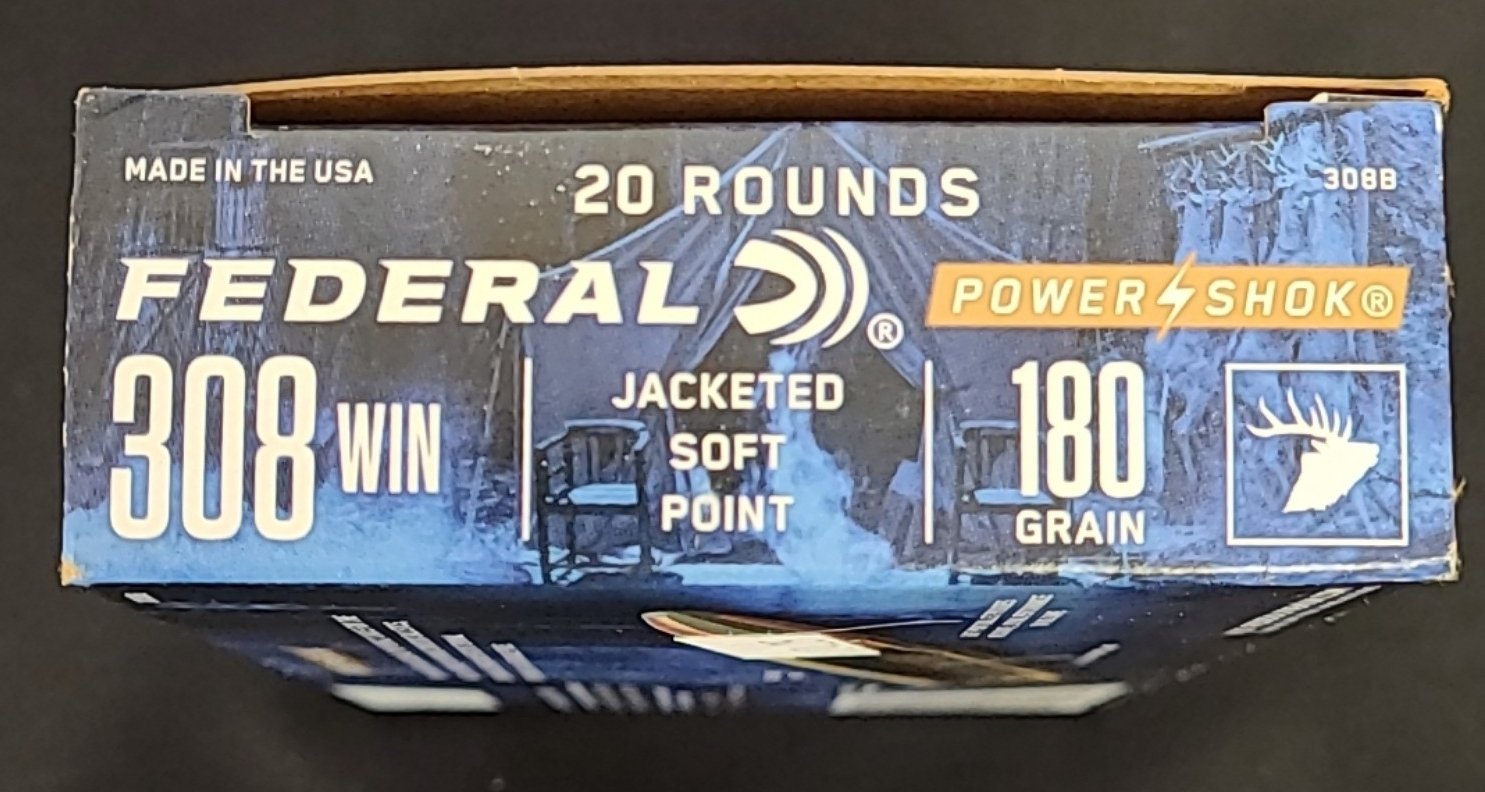 MADE IN THE USA
20 ROUNDS
308B
FEDERAL ®
POWER SHOK®
308 WIN
JACKETED
SOFT
POINT
180
GRAIN